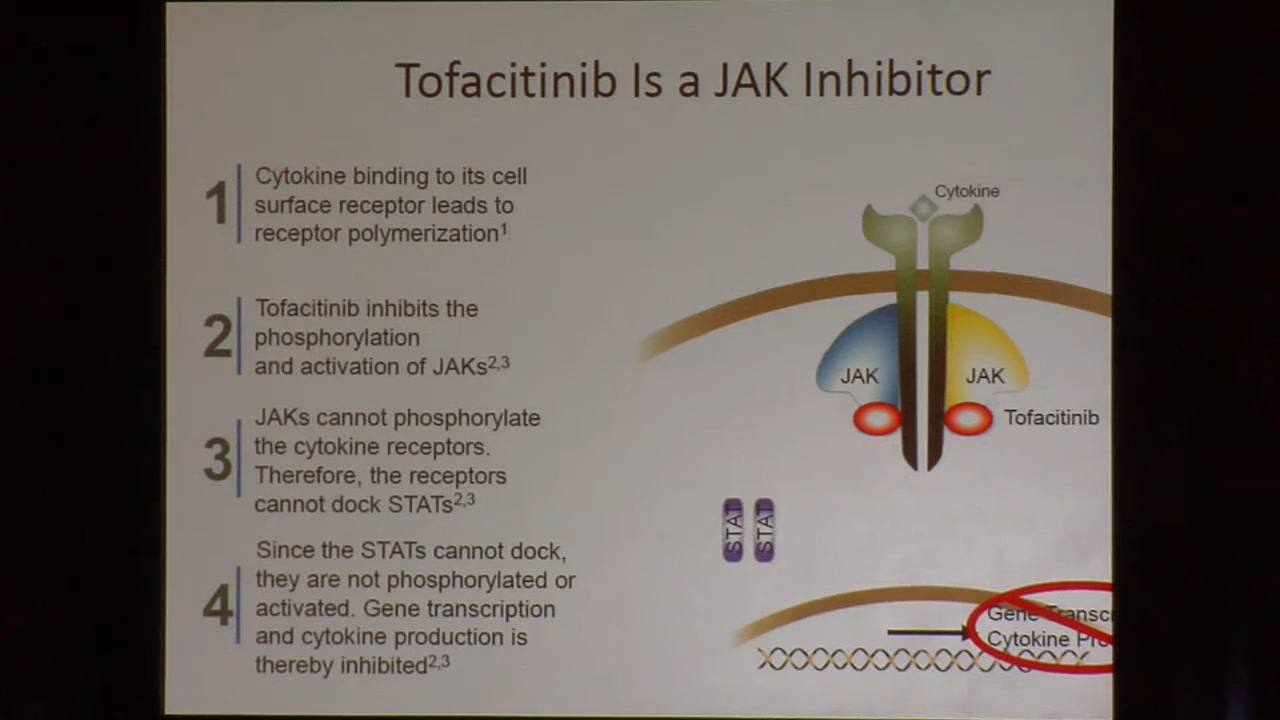 Tofacitinib Is a JAK Inhibitor
1
Cytokine binding to its cell
surface receptor leads to
receptor polymerization¹
2
Tofacitinib inhibits the
phosphorylation
and activation of JAKs²,³
3
JAKs cannot phosphorylate
the cytokine receptors.
Therefore, the receptors
cannot dock STATs²,³
4
Since the STATs cannot dock,
they are not phosphorylated or
activated. Gene transcription
and cytokine production is
thereby inhibited²,³
Cytokine
JAK
JAK
Tofacitinib
STAT
STAT
Gene
Cytokine